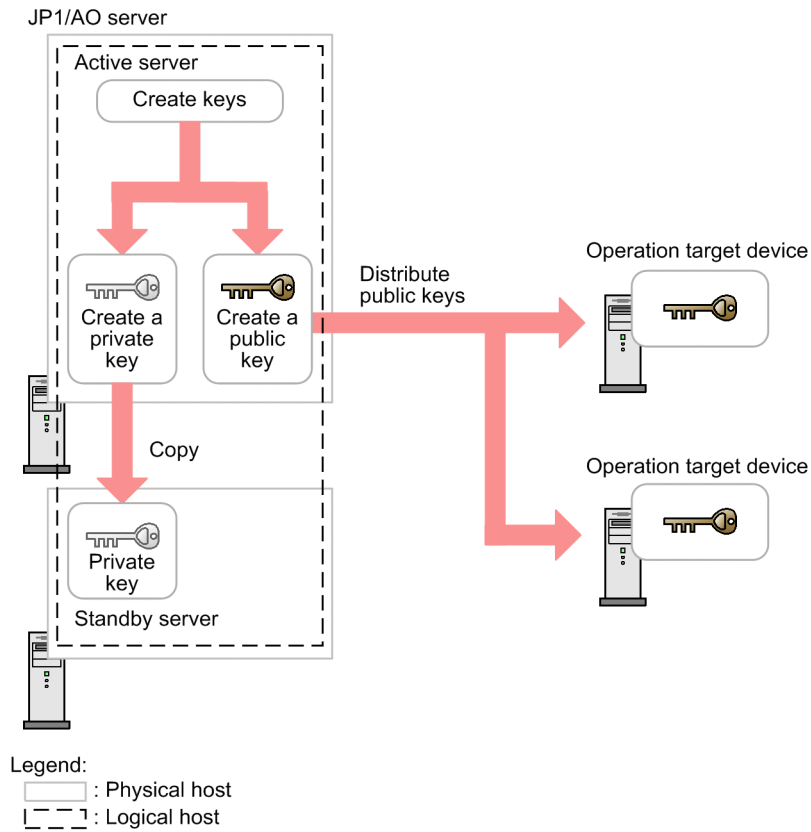 JP1/AO server
Active server
Create keys
Create a
private
key
Create a
public
key
Distribute
public keys
Operation target device
Copy
Operation target device
Private
key
Standby server
Legend:
: Physical host
: Logical host